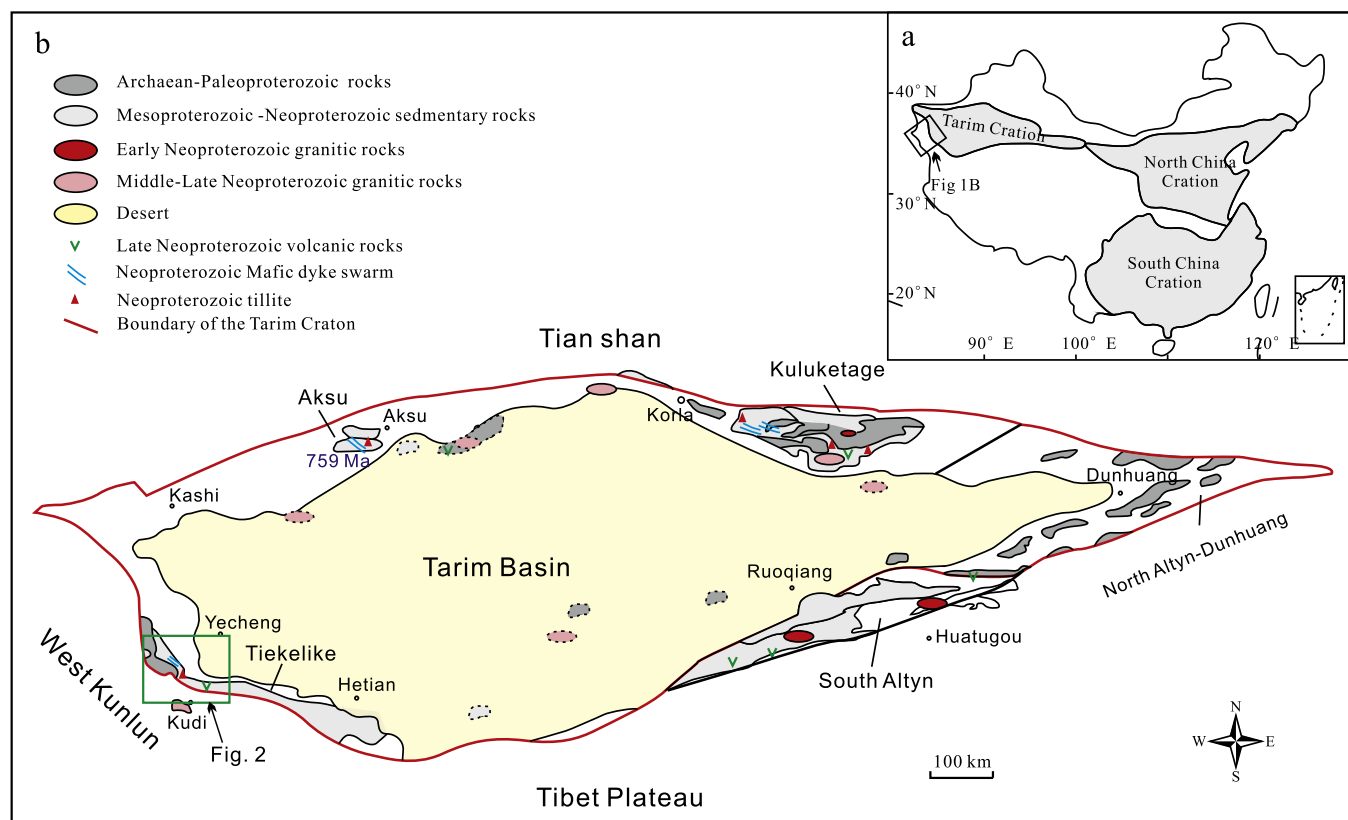 b
Archaean-Paleoproterozoic rocks
Mesoproterozoic -Neoproterozoic sedimentary rocks
Early Neoproterozoic granitic rocks
Middle-Late Neoproterozoic granitic rocks
Desert
Late Neoproterozoic volcanic rocks
Neoproterozoic Mafic dyke swarm
Neoproterozoic tillite
Boundary of the Tarim Craton
a
40° N
Tarim Cration
North China
Cration
Fig 1B
30° N
South China
Cration
20° N
90° E
100° E
120° E
Tian shan
Kuluketage
Aksu
Aksu
Korla
759 Ma
Kashi
Dunhuang
North Altyn-Dunhuang
Tarim Basin
Ruoqiang
Yecheng
Tiekelike
Huatugou
West Kunlun
Hetian
South Altyn
Kudi
Fig. 2
100 km
N
W
E
S
Tibet Plateau